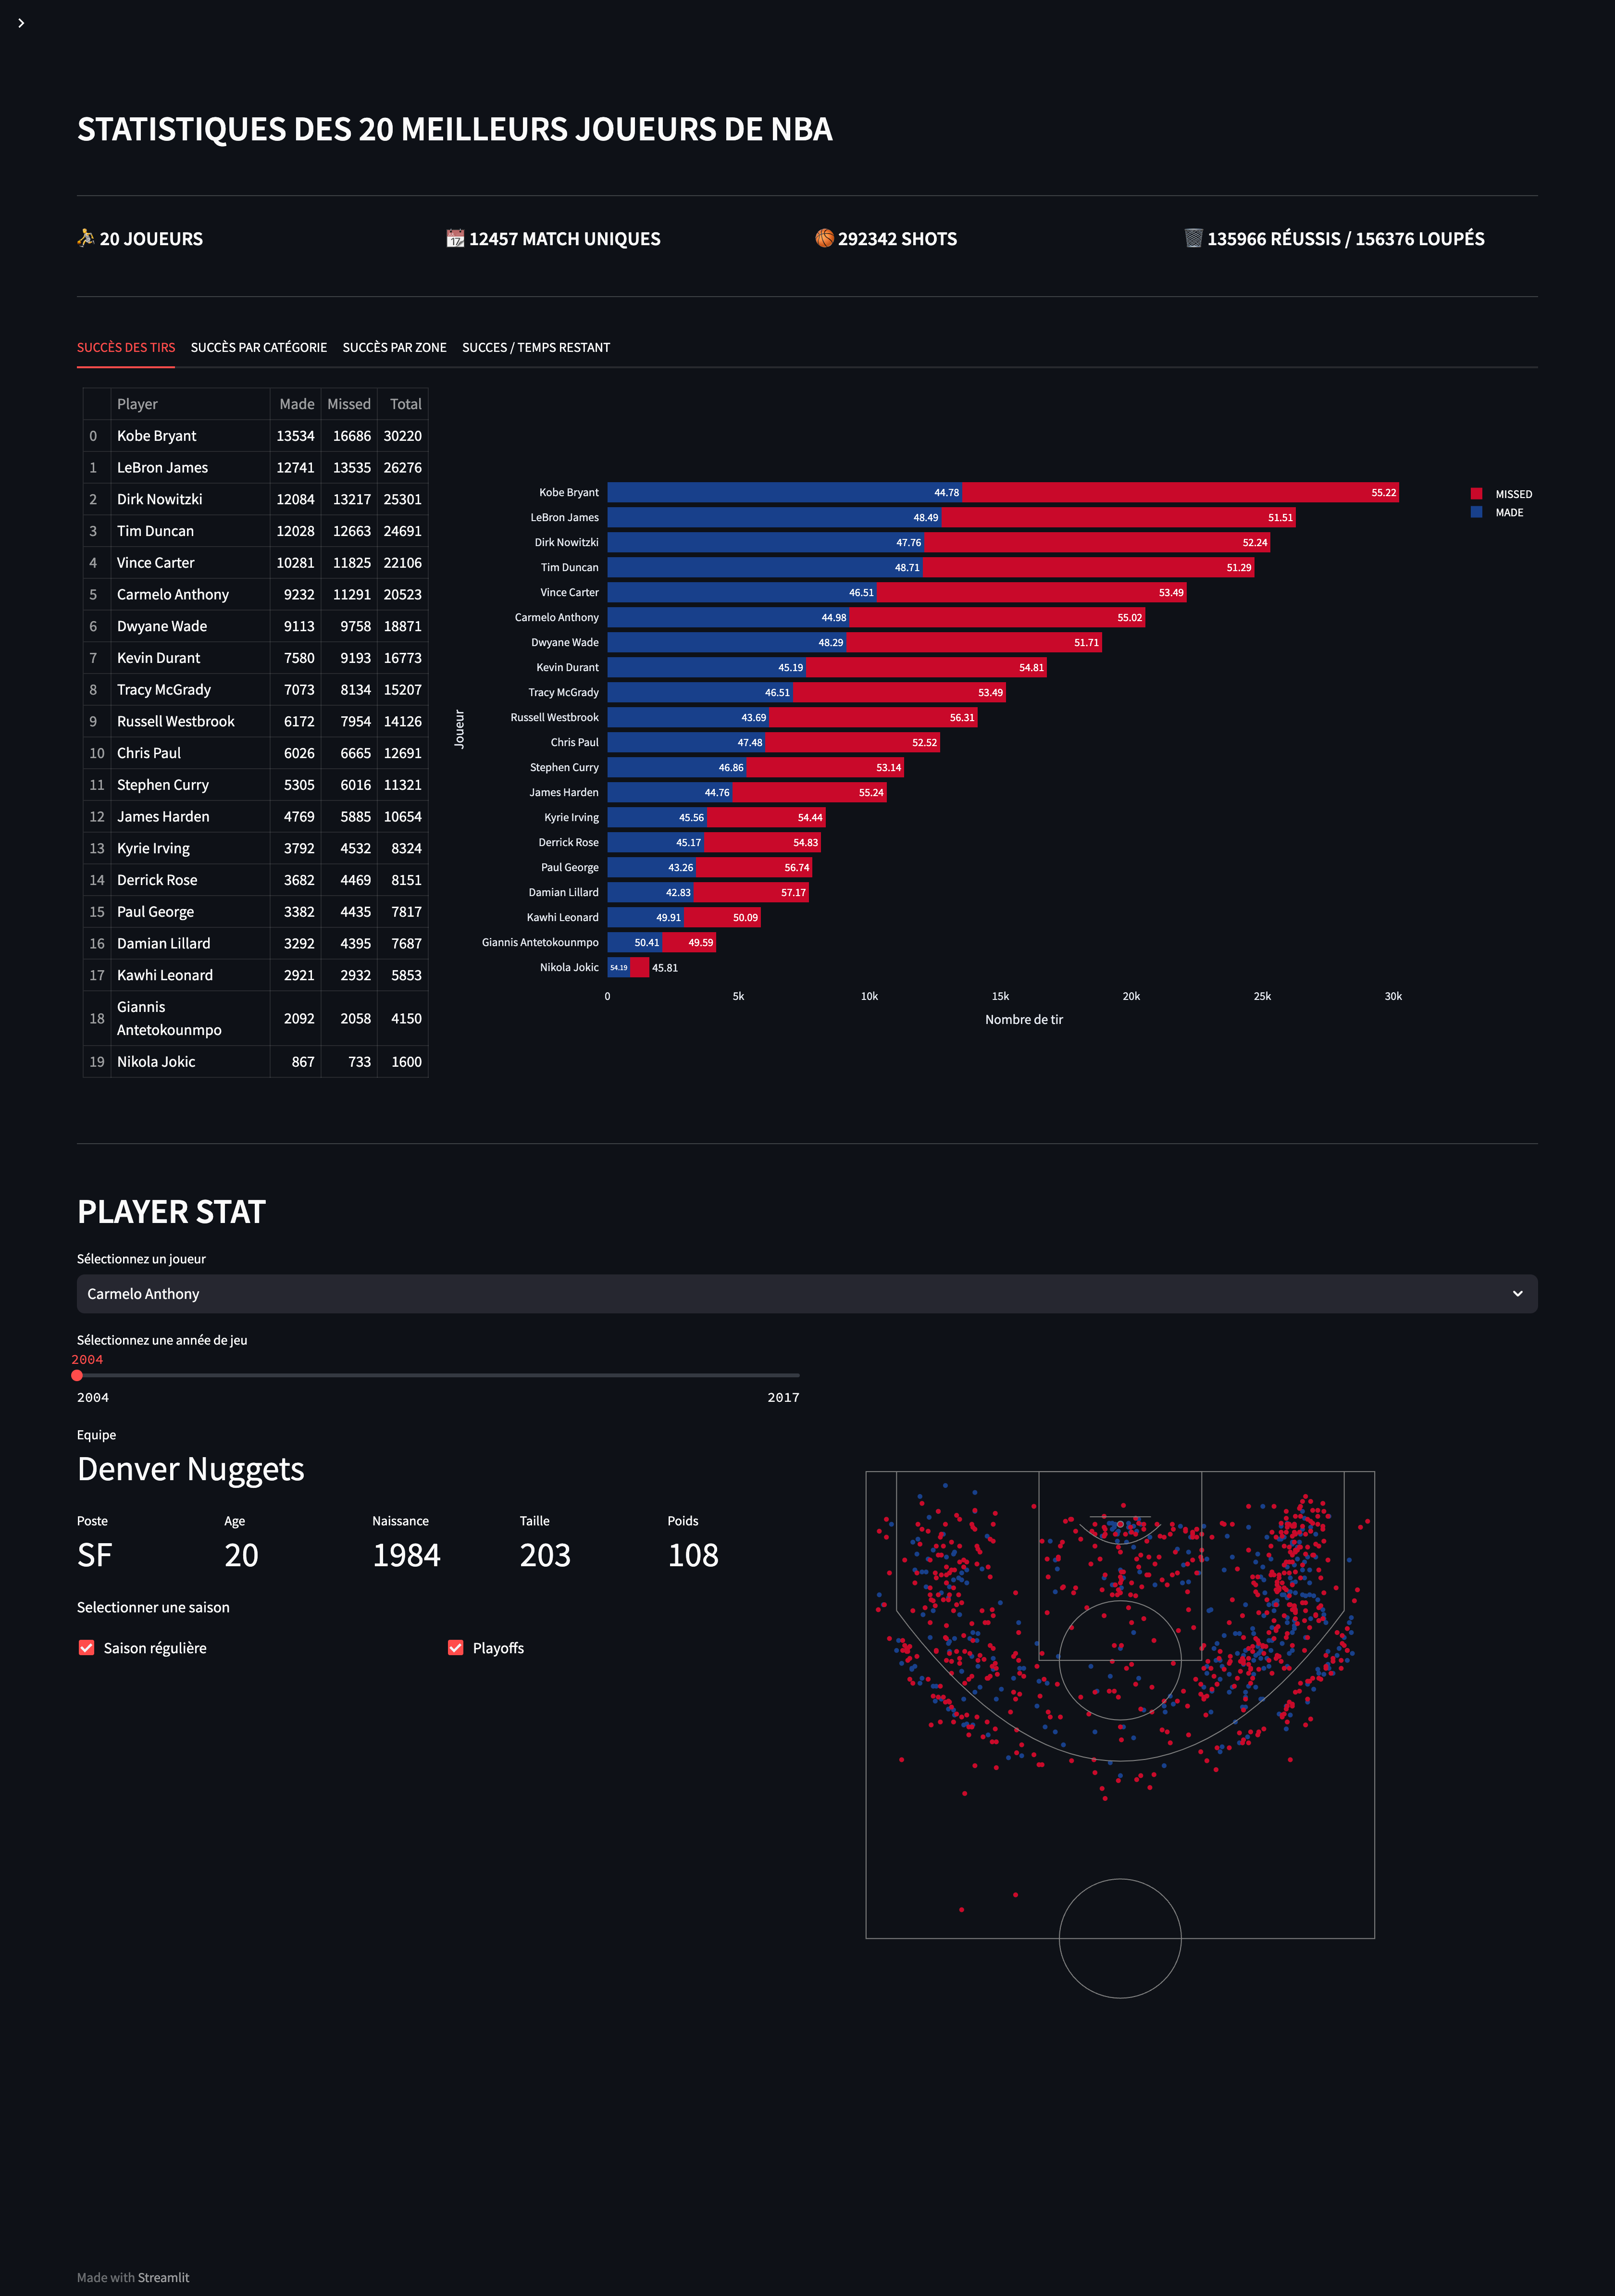 STATISTIQUES DES 20 MEILLEURS JOUEURS DE NBA
20 JOUEURS
12457 MATCH UNIQUES
292342 SHOTS
135966 RÉUSSIS / 156376 LOUPÉS
SUCCÈS DES TIRS SUCCÈS PAR CATÉGORIE SUCCÈS PAR ZONE SUCCES / TEMPS RESTANT
Player Made Missed Total
0 Kobe Bryant 13534 16686 30220
1 LeBron James 12741 13535 26276
2 Dirk Nowitzki 12084 13217 25301
3 Tim Duncan 12028 12663 24691
4 Vince Carter 10281 11825 22106
5 Carmelo Anthony 9232 11291 20523
6 Dwyane Wade 9113 9758 18871
7 Kevin Durant 7580 9193 16773
8 Tracy McGrady 7073 8134 15207
9 Russell Westbrook 6172 7954 14126
10 Chris Paul 6026 6665 12691
11 Stephen Curry 5305 6016 11321
12 James Harden 4769 5885 10654
13 Kyrie Irving 3792 4532 8324
14 Derrick Rose 3682 4469 8151
15 Paul George 3382 4435 7817
16 Damian Lillard 3292 4395 7687
17 Kawhi Leonard 2921 2932 5853
18 Giannis
Antetokounmpo 2092 2058 4150
19 Nikola Jokic 867 733 1600
Joueur
Kobe Bryant 44.78 55.22
LeBron James 48.49 51.51
Dirk Nowitzki 47.76 52.24
Tim Duncan 48.71 51.29
Vince Carter 46.51 53.49
Carmelo Anthony 44.98 55.02
Dwyane Wade 48.29 51.71
Kevin Durant 45.19 54.81
Tracy McGrady 46.51 53.49
Russell Westbrook 43.69 56.31
Chris Paul 47.48 52.52
Stephen Curry 46.86 53.14
James Harden 44.76 55.24
Kyrie Irving 45.56 54.44
Derrick Rose 45.17 54.83
Paul George 43.26 56.74
Damian Lillard 42.83 57.17
Kawhi Leonard 49.91 50.09
Giannis Antetokounmpo 50.41 49.59
Nikola Jokic 54.19 45.81
0 5k 10k 15k 20k 25k 30k
Nombre de tir
MISSED
MADE
PLAYER STAT
Sélectionnez un joueur
Carmelo Anthony
Sélectionnez une année de jeu
2004
2004 2017
Equipe
Denver Nuggets
Poste Age Naissance Taille Poids
SF 20 1984 203 108
Selectionner une saison
Saison régulière Playoffs
Made with Streamlit